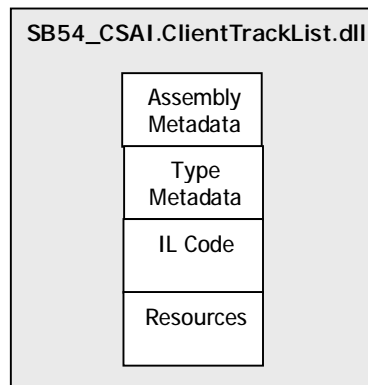 SB54_CSAI.ClientTrackList.dll
Assembly
Metadata
Type
Metadata
IL Code
Resources